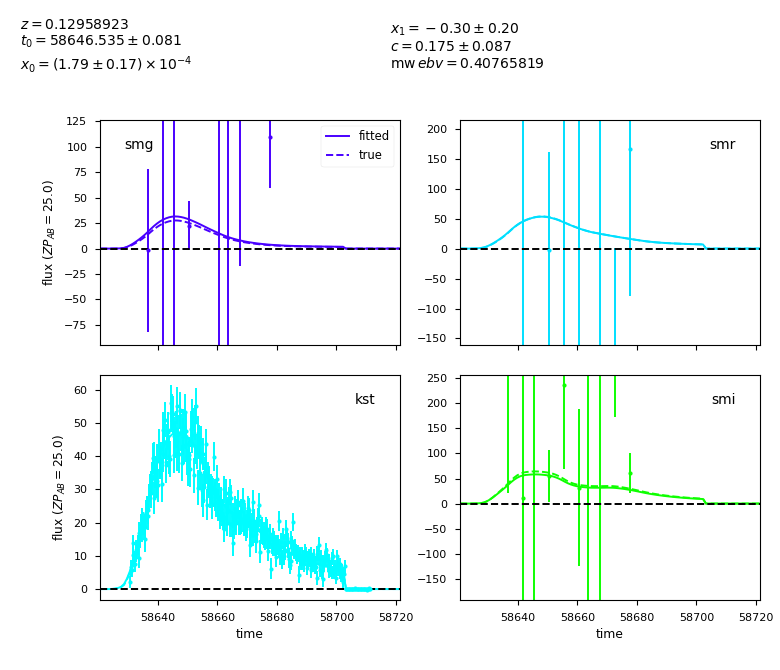 z = 0.12958923
t0 = 58646.535 ± 0.081
x0 = (1.79 ± 0.17) × 10^−4
x1 = −0.30 ± 0.20
c = 0.175 ± 0.087
mw ebv = 0.40765819
125
100
75
50
25
0
−25
−50
−75
flux (ZP_AB = 25.0)
smg
fitted
true
200
150
100
50
0
−50
−100
−150
smr
60
50
40
30
20
10
0
flux (ZP_AB = 25.0)
kst
58640 58660 58680 58700 58720
time
250
200
150
100
50
0
−50
−100
−150
smi
58640 58660 58680 58700 58720
time